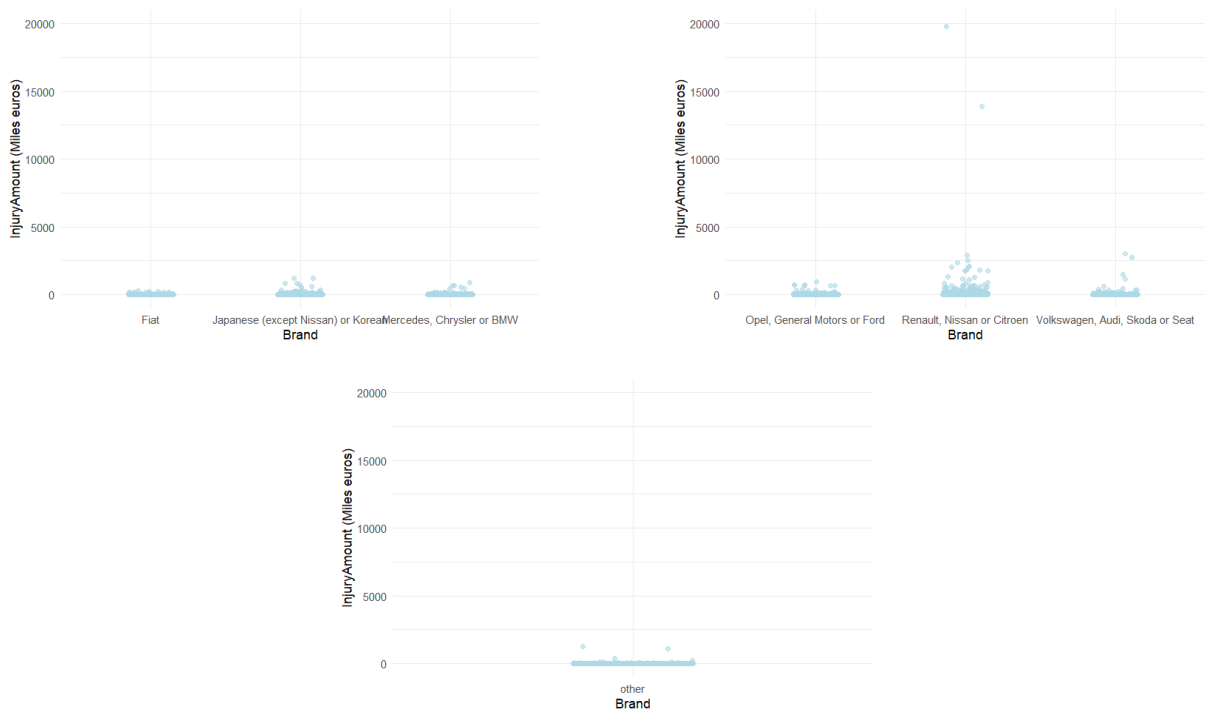 20000
15000
10000
5000
0
InjuryAmount (Miles euros)
Fiat
Japanese (except Nissan) or Korean
Mercedes, Chrysler or BMW
Brand
20000
15000
10000
5000
0
InjuryAmount (Miles euros)
Opel, General Motors or Ford
Renault, Nissan or Citroen
Volkswagen, Audi, Skoda or Seat
Brand
20000
15000
10000
5000
0
InjuryAmount (Miles euros)
other
Brand